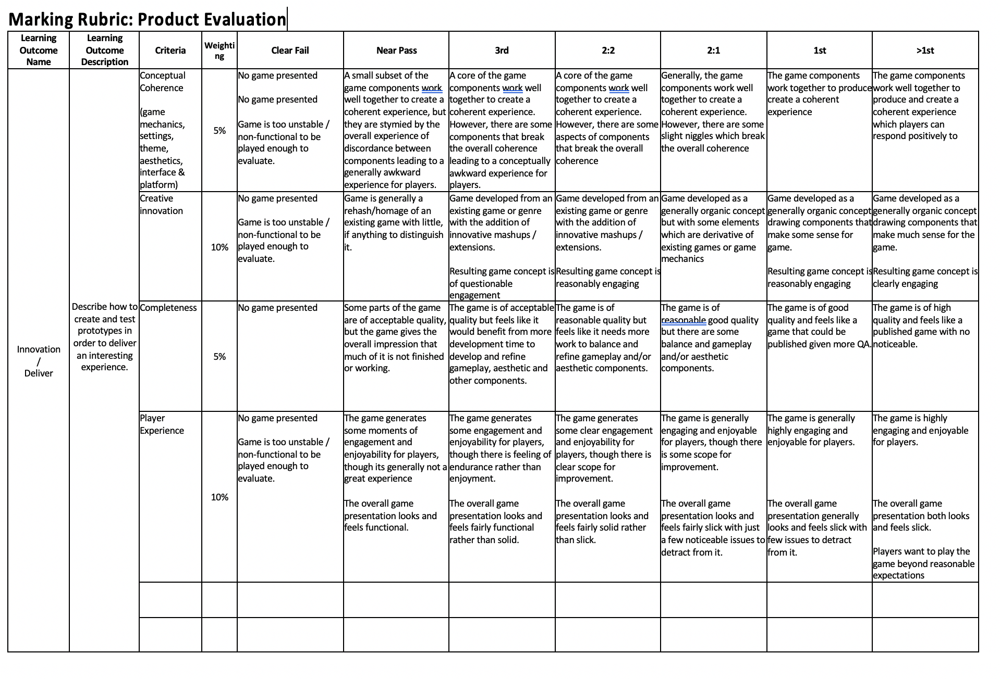 Marking Rubric: Product Evaluation
Learning
Outcome
Name
Learning
Outcome
Description
Criteria
Weighti
ng
Clear Fail
Near Pass
3rd
2:2
2:1
1st
>1st
Innovation
/
Deliver
Describe how to
create and test
prototypes in
order to deliver
an interesting
experience.
Conceptual
Coherence
(game
mechanics,
settings,
theme,
aesthetics,
interface &
platform)
5%
No game presented
No game presented
Game is too unstable /
non-functional to be
played enough to
evaluate.
A small subset of the
game components work
well together to create a
coherent experience, but
they are stymied by the
overall experience of
discordance between
components leading to a
generally awkward
experience for players.
A core of the game
components work well
together to create a
coherent experience.
However, there are some
components that break
the overall coherence
leading to a conceptually
awkward experience for
players.
A core of the game
components work well
together to create a
coherent experience.
However, there are some
aspects of components
that break the overall
coherence
Generally, the game
components work well
together to create a
coherent experience.
However, there are some
slight niggles which break
the overall coherence
The game components
work together to produce
create a coherent
experience
The game components
work well together to
produce and create a
coherent experience
which players can
respond positively to
Creative
innovation
10%
No game presented
Game is too unstable /
non-functional to be
played enough to
evaluate.
Game is generally a
rehash/homage of an
existing game with little,
if anything to distinguish
it.
Game developed from an
existing game or genre
with the addition of
innovative mashups /
extensions.
Resulting game concept is
of questionable
engagement
Game developed from an
existing game or genre
with the addition of
innovative mashups /
extensions.
Resulting game concept is
reasonably engaging
Game developed as a
generally organic concept
but with some elements
which are derivative of
existing games or game
mechanics
Game developed as a
generally organic concept
drawing components that
make some sense for
game.
Resulting game concept is
reasonably engaging
Game developed as a
generally organic concept
drawing components that
make much sense for the
game.
Resulting game concept is
clearly engaging
Completeness
5%
No game presented
Some parts of the game
are of acceptable quality,
but the game gives the
overall impression that
much of it is not finished
or working.
The game is of acceptable
quality but feels like it
would benefit from more
development time to
develop and refine
gameplay, aesthetic and
other components.
The game is of
reasonable quality but
feels like it needs more
work to balance and
refine gameplay and/or
aesthetic components.
The game is of
reasonable good quality
but there are some
balance and gameplay
and/or aesthetic
components.
The game is of good
quality and feels like a
game that could be
published given more QA.
The game is of high
quality and feels like a
published game with no
noticeable.
Player
Experience
10%
No game presented
Game is too unstable /
non-functional to be
played enough to
evaluate.
The game generates
some moments of
engagement and
enjoyability for players,
though its generally not a
great experience
The overall game
presentation looks and
feels functional.
The game generates
some engagement and
enjoyability for players,
though there is feeling of
endurance rather than
enjoyment.
The overall game
presentation looks and
feels fairly functional
rather than solid.
The game generates
some clear engagement
and enjoyability for
players, though there is
clear scope for
improvement.
The overall game
presentation looks and
feels fairly solid rather
than slick.
The game is generally
engaging and enjoyable
for players, though there
is some scope for
improvement.
The overall game
presentation looks and
feels fairly slick with just
a few noticeable issues to
detract from it.
The game is generally
highly engaging and
enjoyable for players.
The overall game
presentation generally
looks and feels slick with
few issues to detract
from it.
The game is highly
engaging and enjoyable
for players.
The overall game
presentation both looks
and feels slick.
Players want to play the
game beyond reasonable
expectations